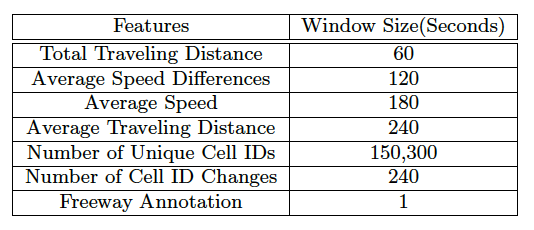 Features Window Size(Seconds)
Total Traveling Distance 60
Average Speed Differences 120
Average Speed 180
Average Traveling Distance 240
Number of Unique Cell IDs 150,300
Number of Cell ID Changes 240
Freeway Annotation 1